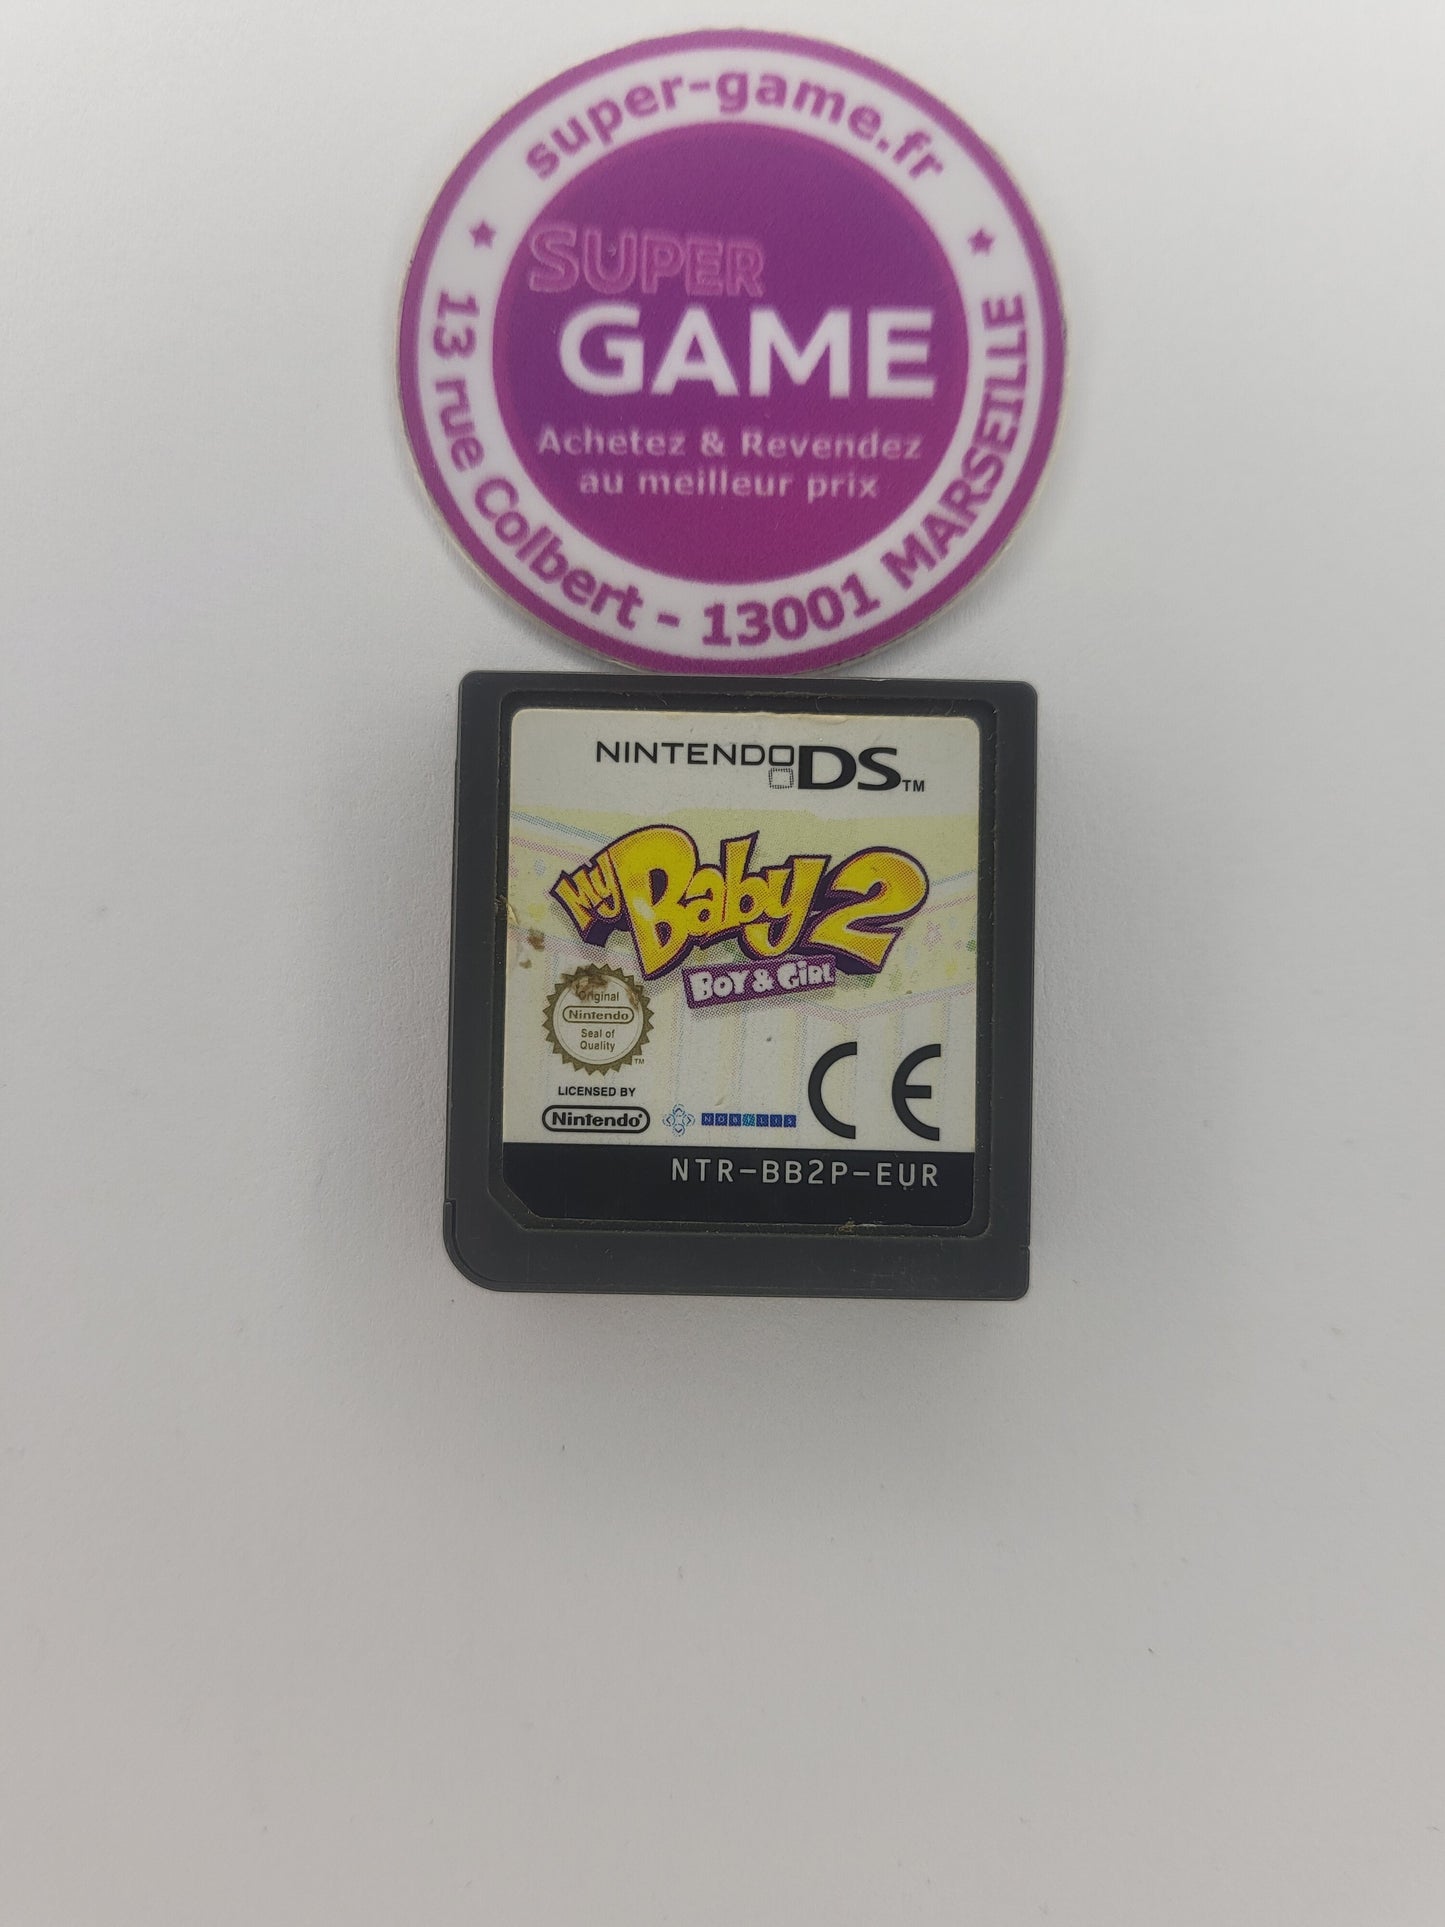 super-game.fr
SUPER
GAME
Achetez & Revendez
au meilleur prix
13 rue Colbert - 13001 MARSEILLE
NINTENDO DS™
My Baby 2
BOY & GIRL
Original
Nintendo
Seal of
Quality
™
LICENSED BY
Nintendo®
CE
NTR-BB2P-EUR